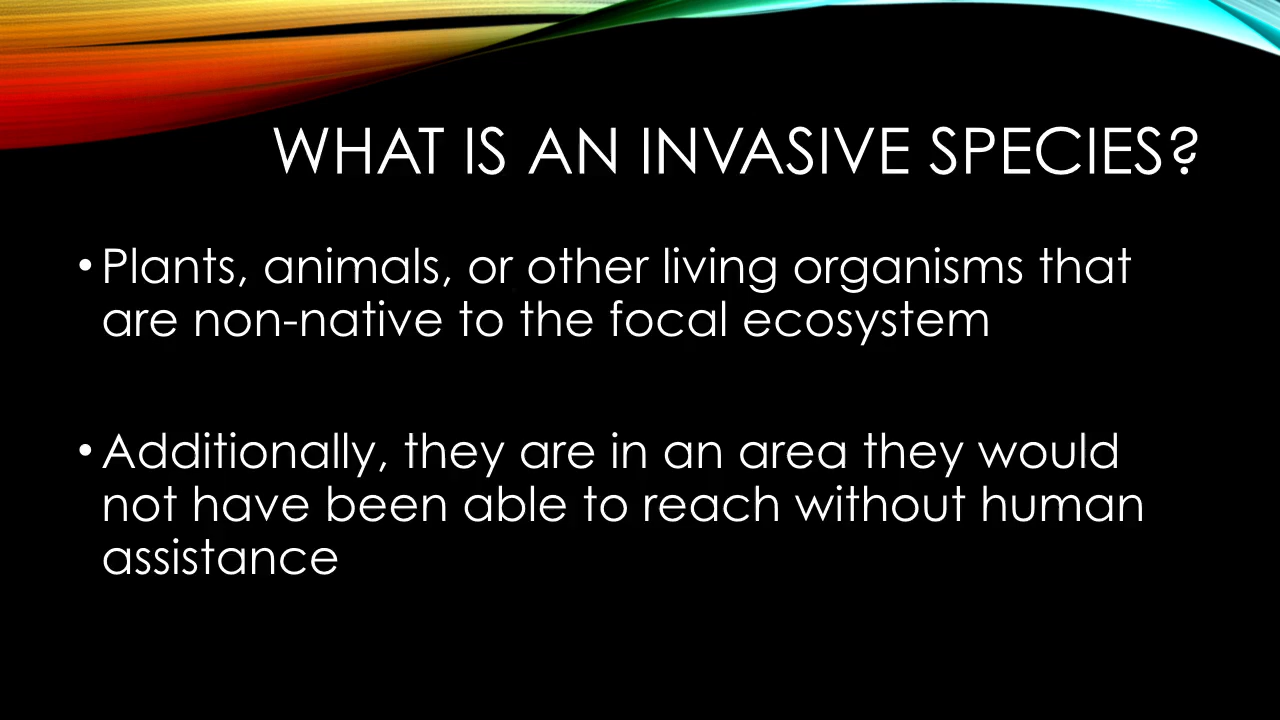 WHAT IS AN INVASIVE SPECIES?
• Plants, animals, or other living organisms that
are non-native to the focal ecosystem
• Additionally, they are in an area they would
not have been able to reach without human
assistance